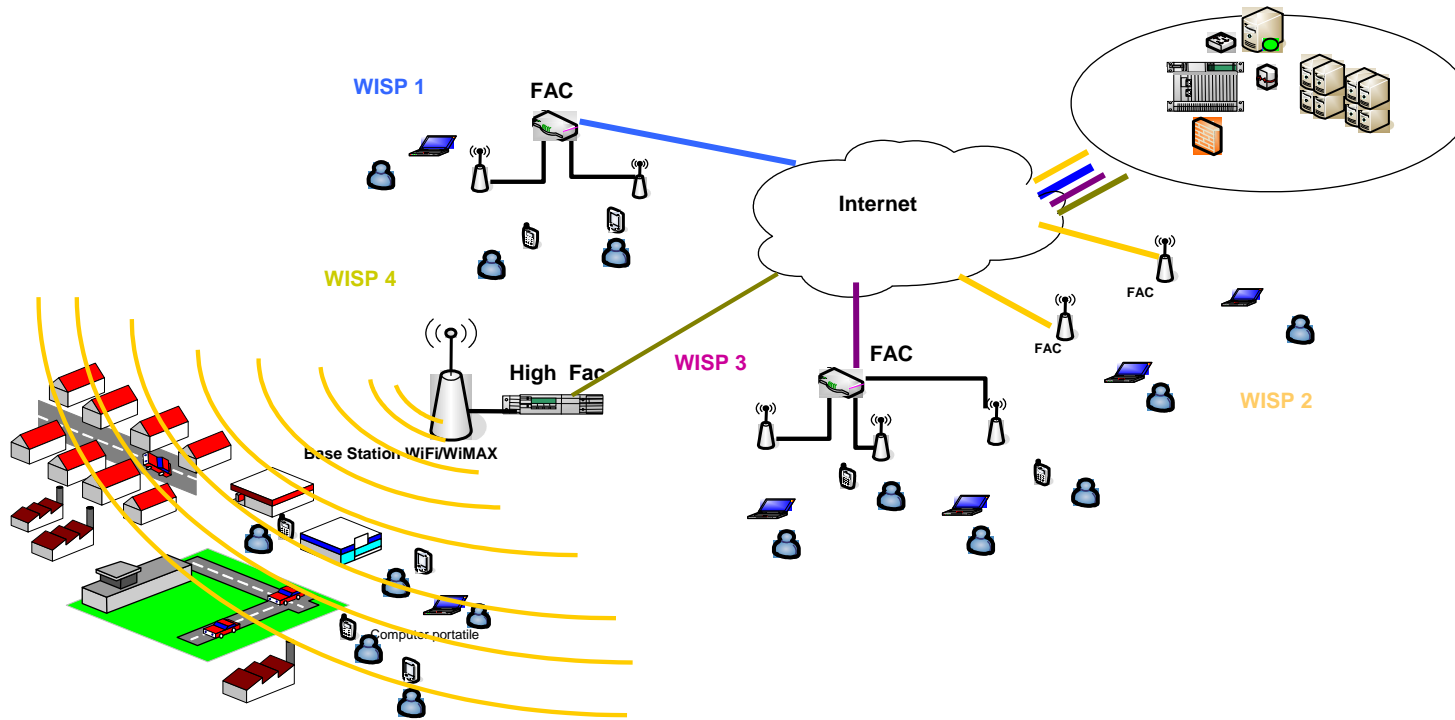 WISP 1
FAC
Internet
WISP 4
FAC
FAC
WISP 3
FAC
High Fac
WISP 2
Base Station WiFi/WiMAX
Computer portatile